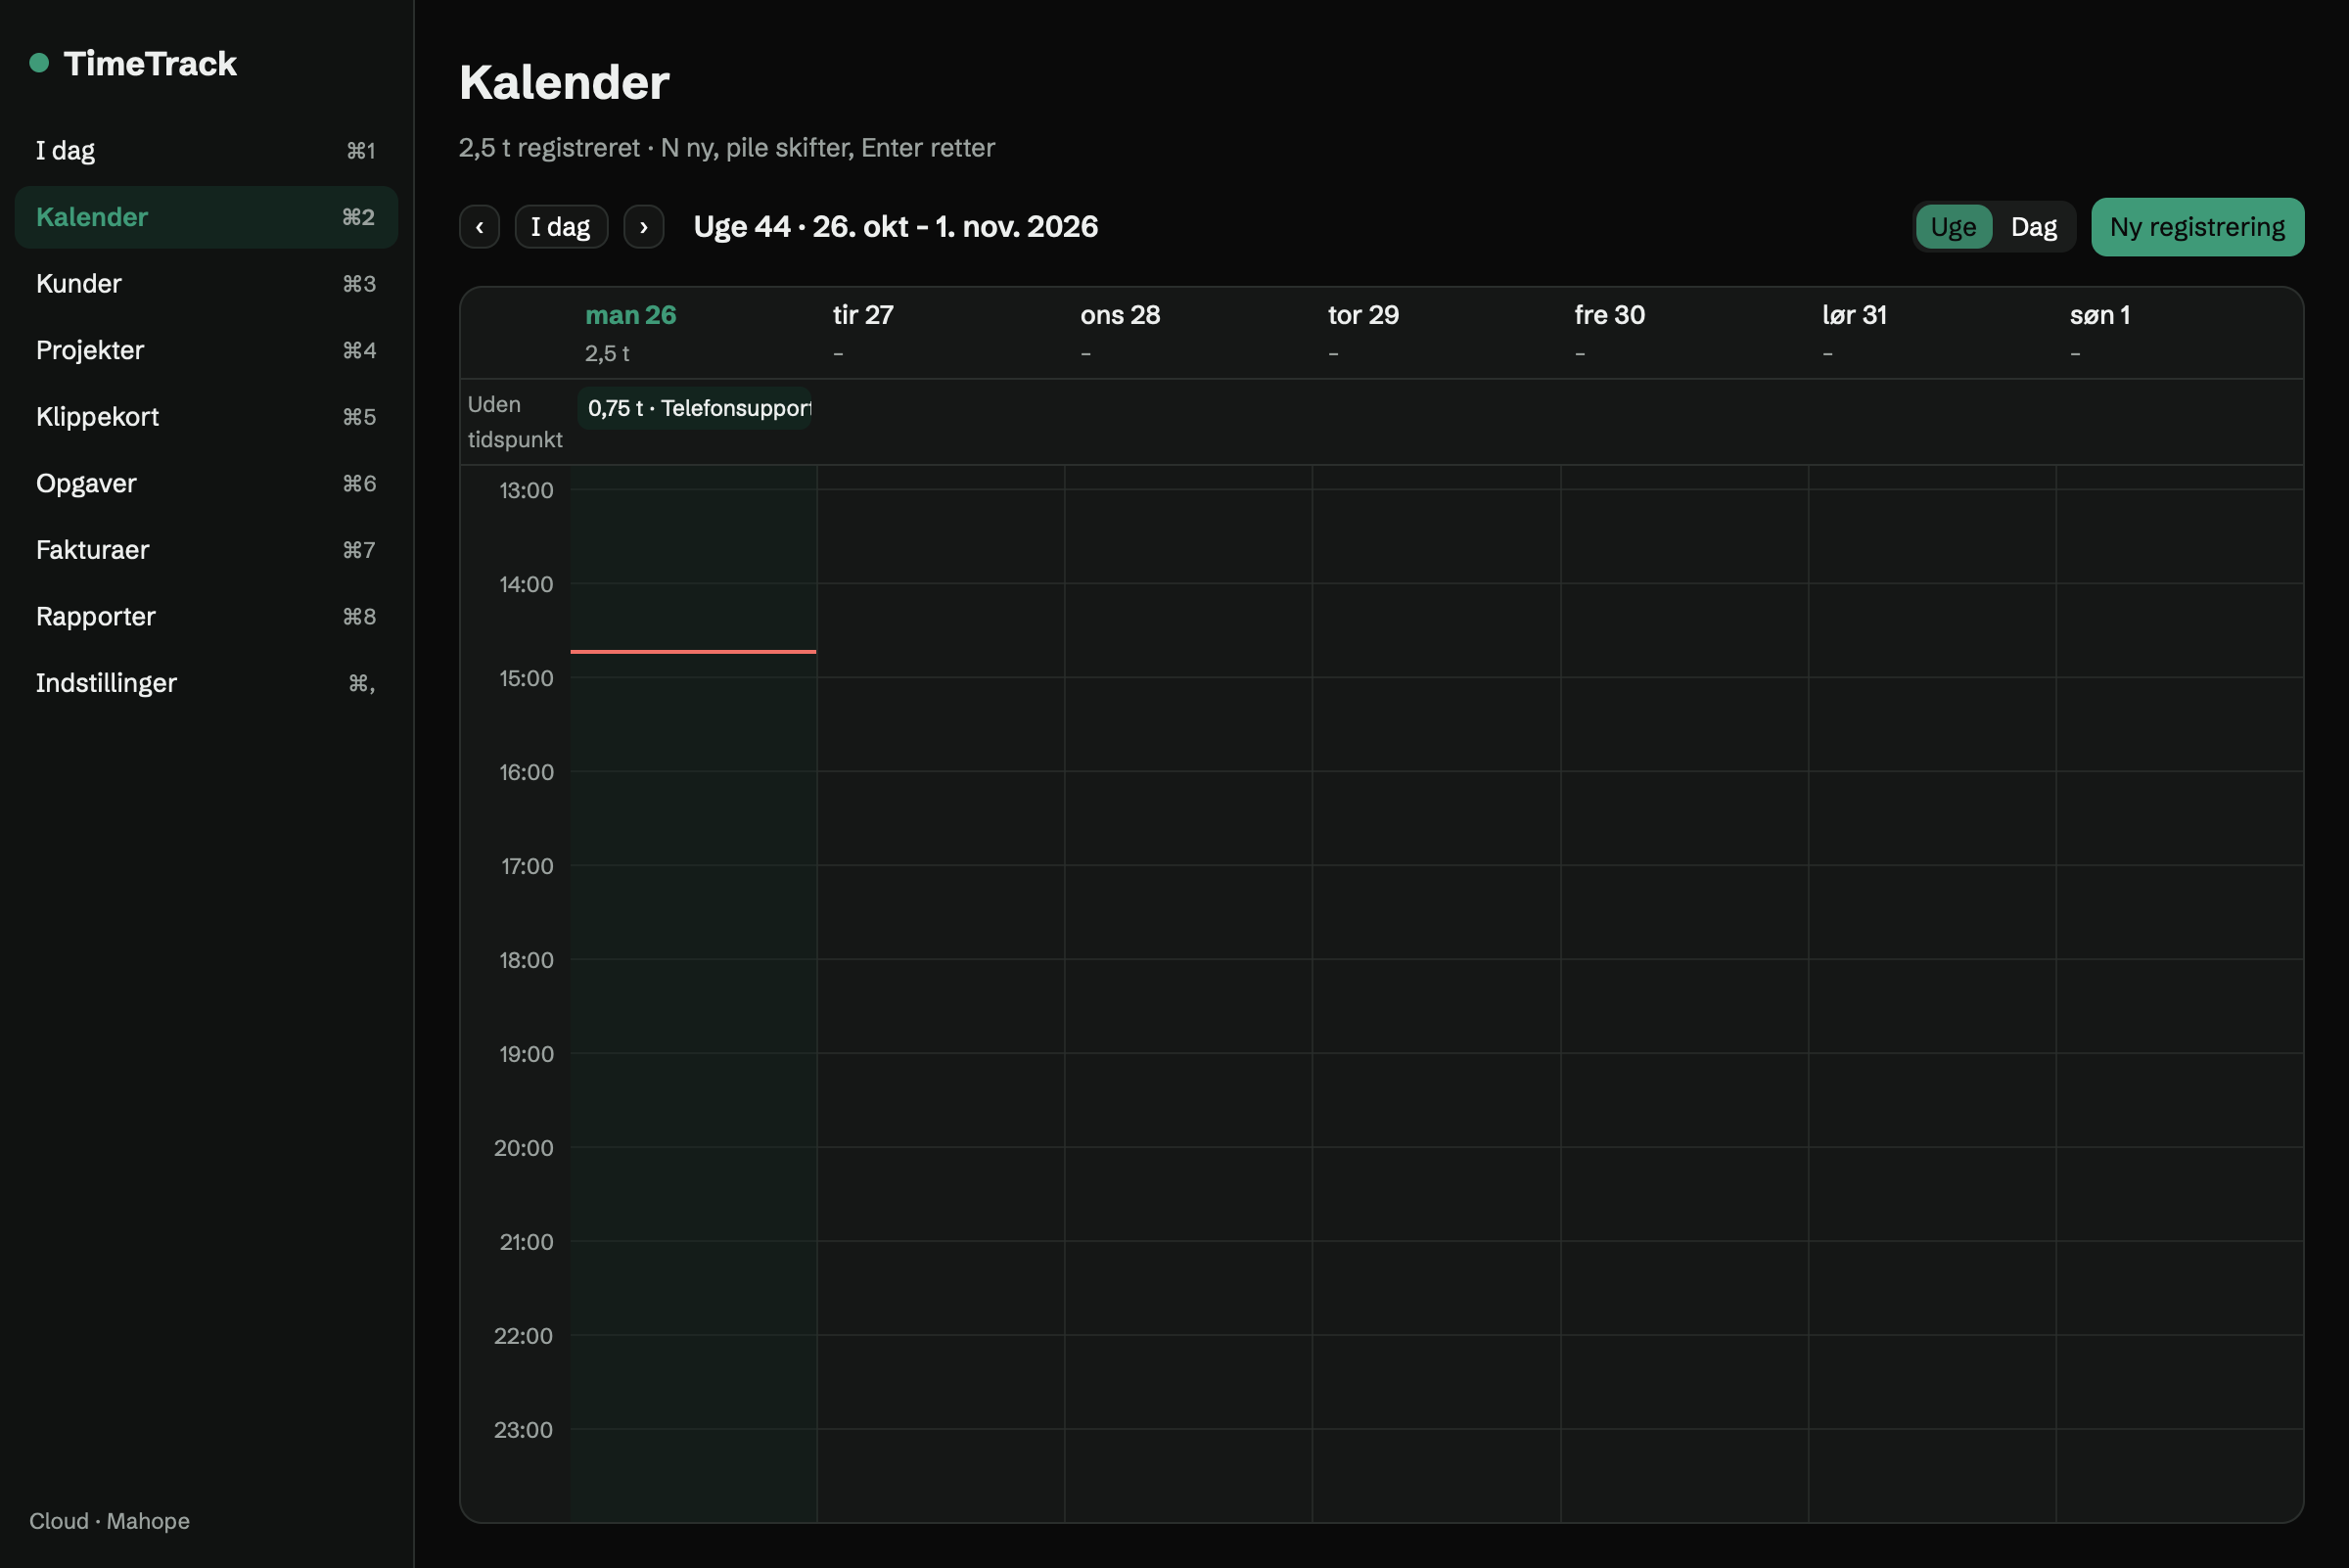 TimeTrack
I dag ⌘1
Kalender ⌘2
Kunder ⌘3
Projekter ⌘4
Klippekort ⌘5
Opgaver ⌘6
Fakturaer ⌘7
Rapporter ⌘8
Indstillinger ⌘,
Cloud · Mahope
Kalender
2,5 t registreret · N ny, pile skifter, Enter retter
‹ I dag › Uge 44 · 26. okt – 1. nov. 2026 Uge Dag Ny registrering
man 26 tir 27 ons 28 tor 29 fre 30 lør 31 søn 1
2,5 t – – – – – –
Uden
tidspunkt
0,75 t · Telefonsupport
13:00
14:00
15:00
16:00
17:00
18:00
19:00
20:00
21:00
22:00
23:00